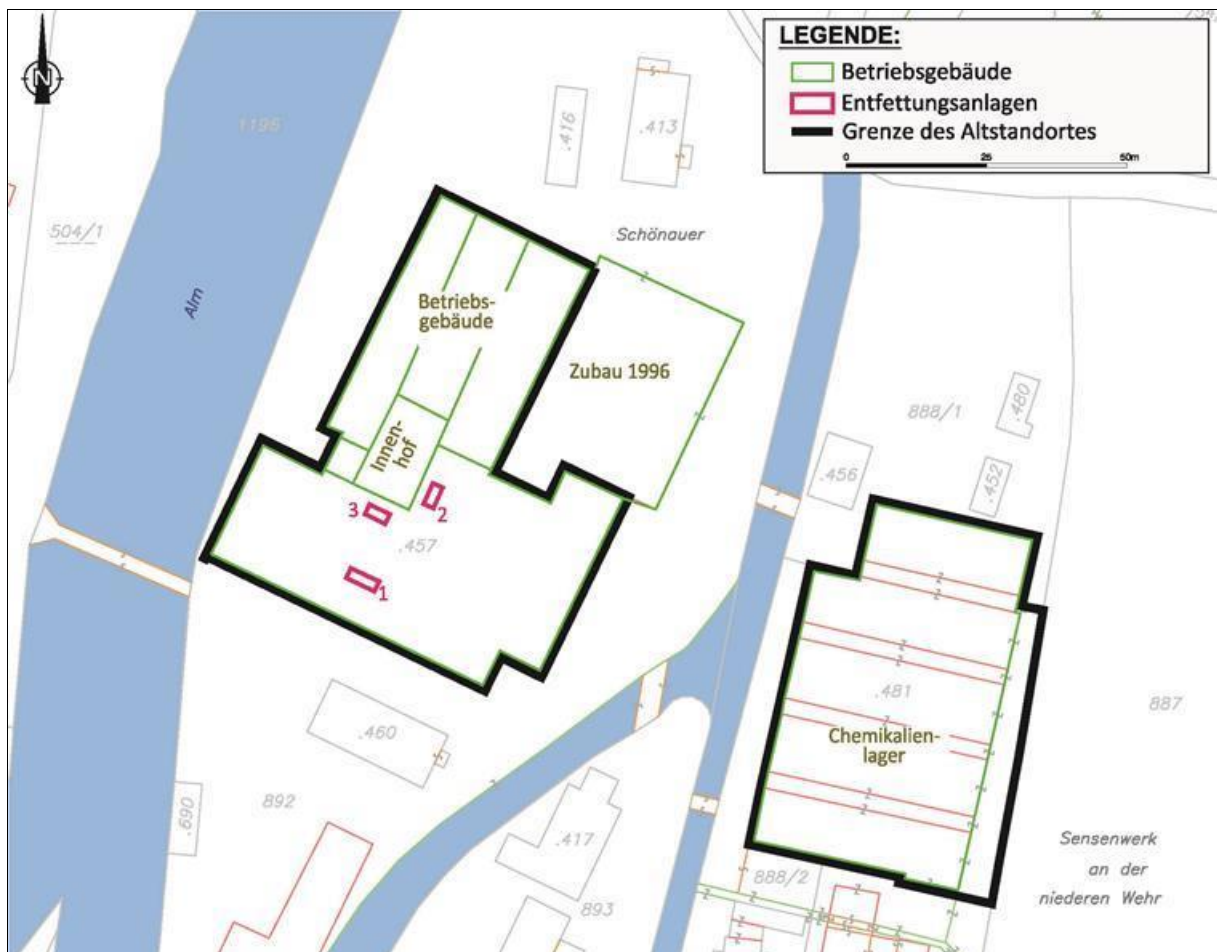 LEGENDE:
Betriebsgebäude
Entfettungsanlagen
Grenze des Altstandortes
0 25 50m
N
1196
.416
.413
504/1
Schönauer
Alm
Betriebs-
gebäude
Zubau 1996
888/1
.480
Innen-
hof
.456
.452
3
2
.457
1
.481
887
.460
Chemikalien-
lager
892
.690
.417
Sensenwerk
an der
niederen Wehr
888/2
893